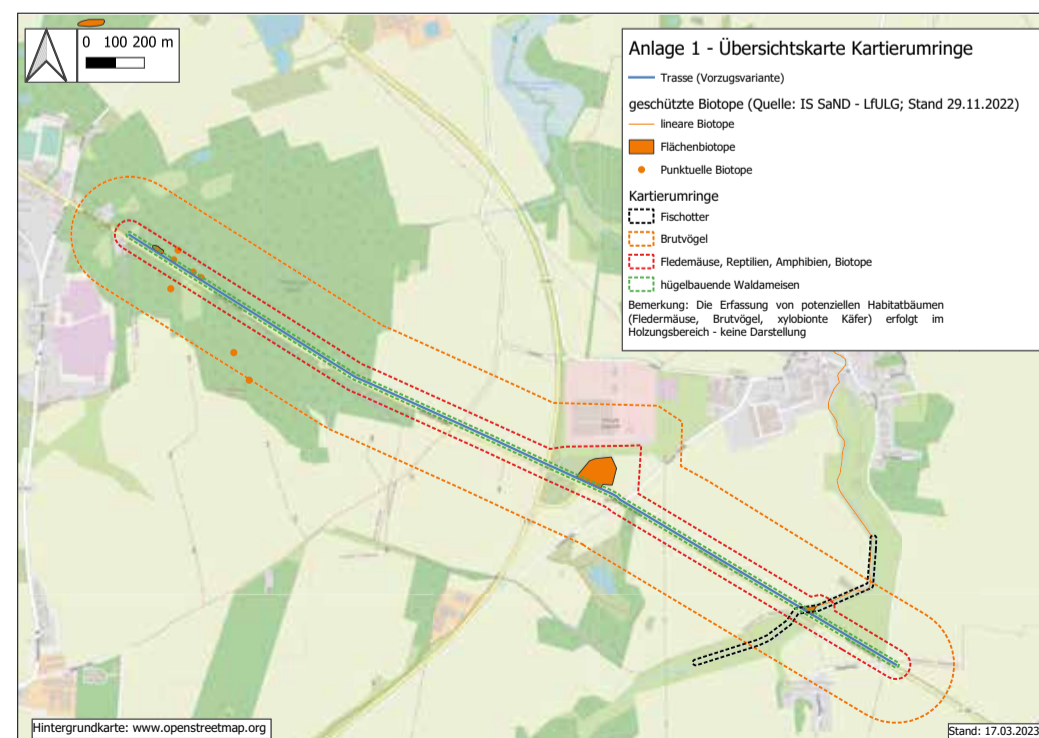 0 100 200 m
Anlage 1 - Übersichtskarte Kartierumringe
Trasse (Vorzugsvariante)
geschützte Biotope (Quelle: IS SaND - LfULG; Stand 29.11.2022)
lineare Biotope
Flächenbiotope
Punktuelle Biotope
Kartierumringe
Fischotter
Brutvögel
Fledemäuse, Reptilien, Amphibien, Biotope
hügelbauende Waldameisen
Bemerkung: Die Erfassung von potenziellen Habitatbäumen
(Fledermäuse, Brutvögel, xylobionte Käfer) erfolgt im
Holzungsbereich - keine Darstellung
Hintergrundkarte: www.openstreetmap.org
Stand: 17.03.2023